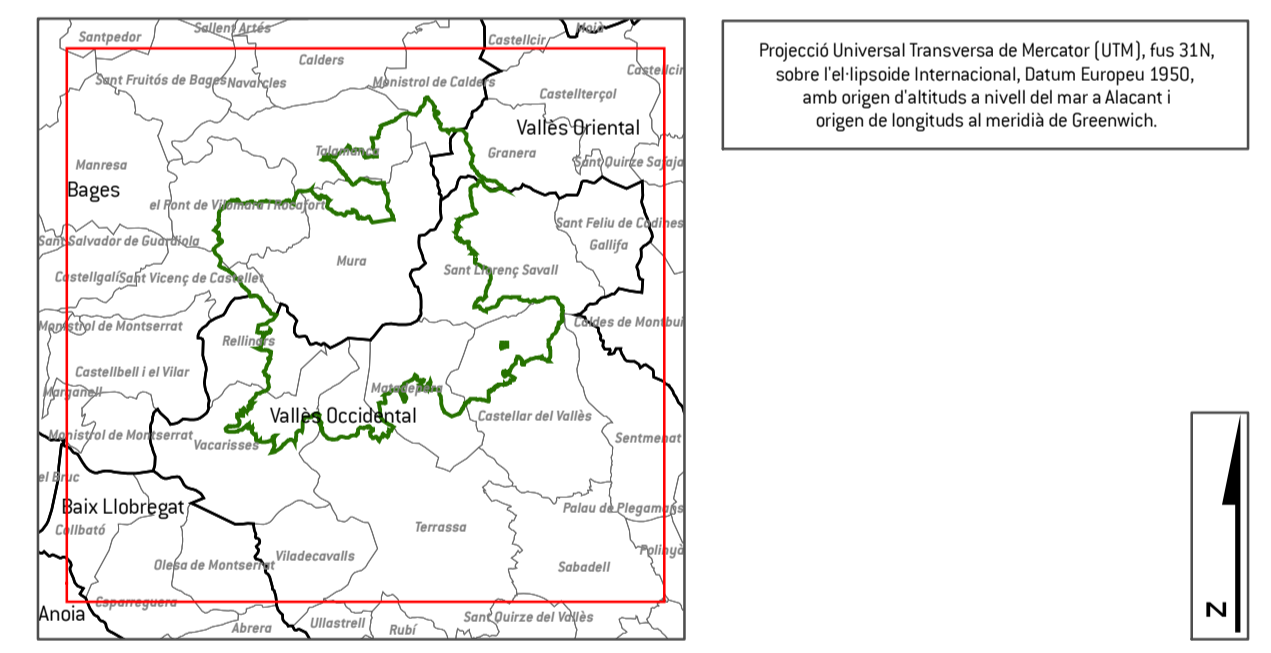 Sallent
Artés
Moià
Santpedor
Castellcir
Calders
Castellcir
Sant Fruitós de Bages
Navarcles
Monistrol de Calders
Castellterçol
Vallès Oriental
Talamanca
Granera
Manresa
Sant Quirze Safaja
Bages
el Pont de Vilomara i Rocafort
Sant Feliu de Codines
Sant Salvador de Guardiola
Gallifa
Mura
Sant Llorenç Savall
Castellgalí
Sant Vicenç de Castellet
Monistrol de Montserrat
Caldes de Montbui
Rellinars
Castellbell i el Vilar
Marganell
Matadepera
Vallès Occidental
Castellar del Vallès
Monistrol de Montserrat
Vacarisses
Sentmenat
el Bruc
Baix Llobregat
Palau de Plegamans
Collbató
Terrassa
Viladecavalls
Polinyà
Olesa de Montserrat
Sabadell
Esparreguera
Anoia
Sant Quirze del Vallès
Ullastrell
Abrera
Rubí
Projecció Universal Transversa de Mercator (UTM), fus 31N,
sobre l'el·lipsoide Internacional, Datum Europeu 1950,
amb origen d'altituds a nivell del mar a Alacant i
origen de longituds al meridià de Greenwich.
N